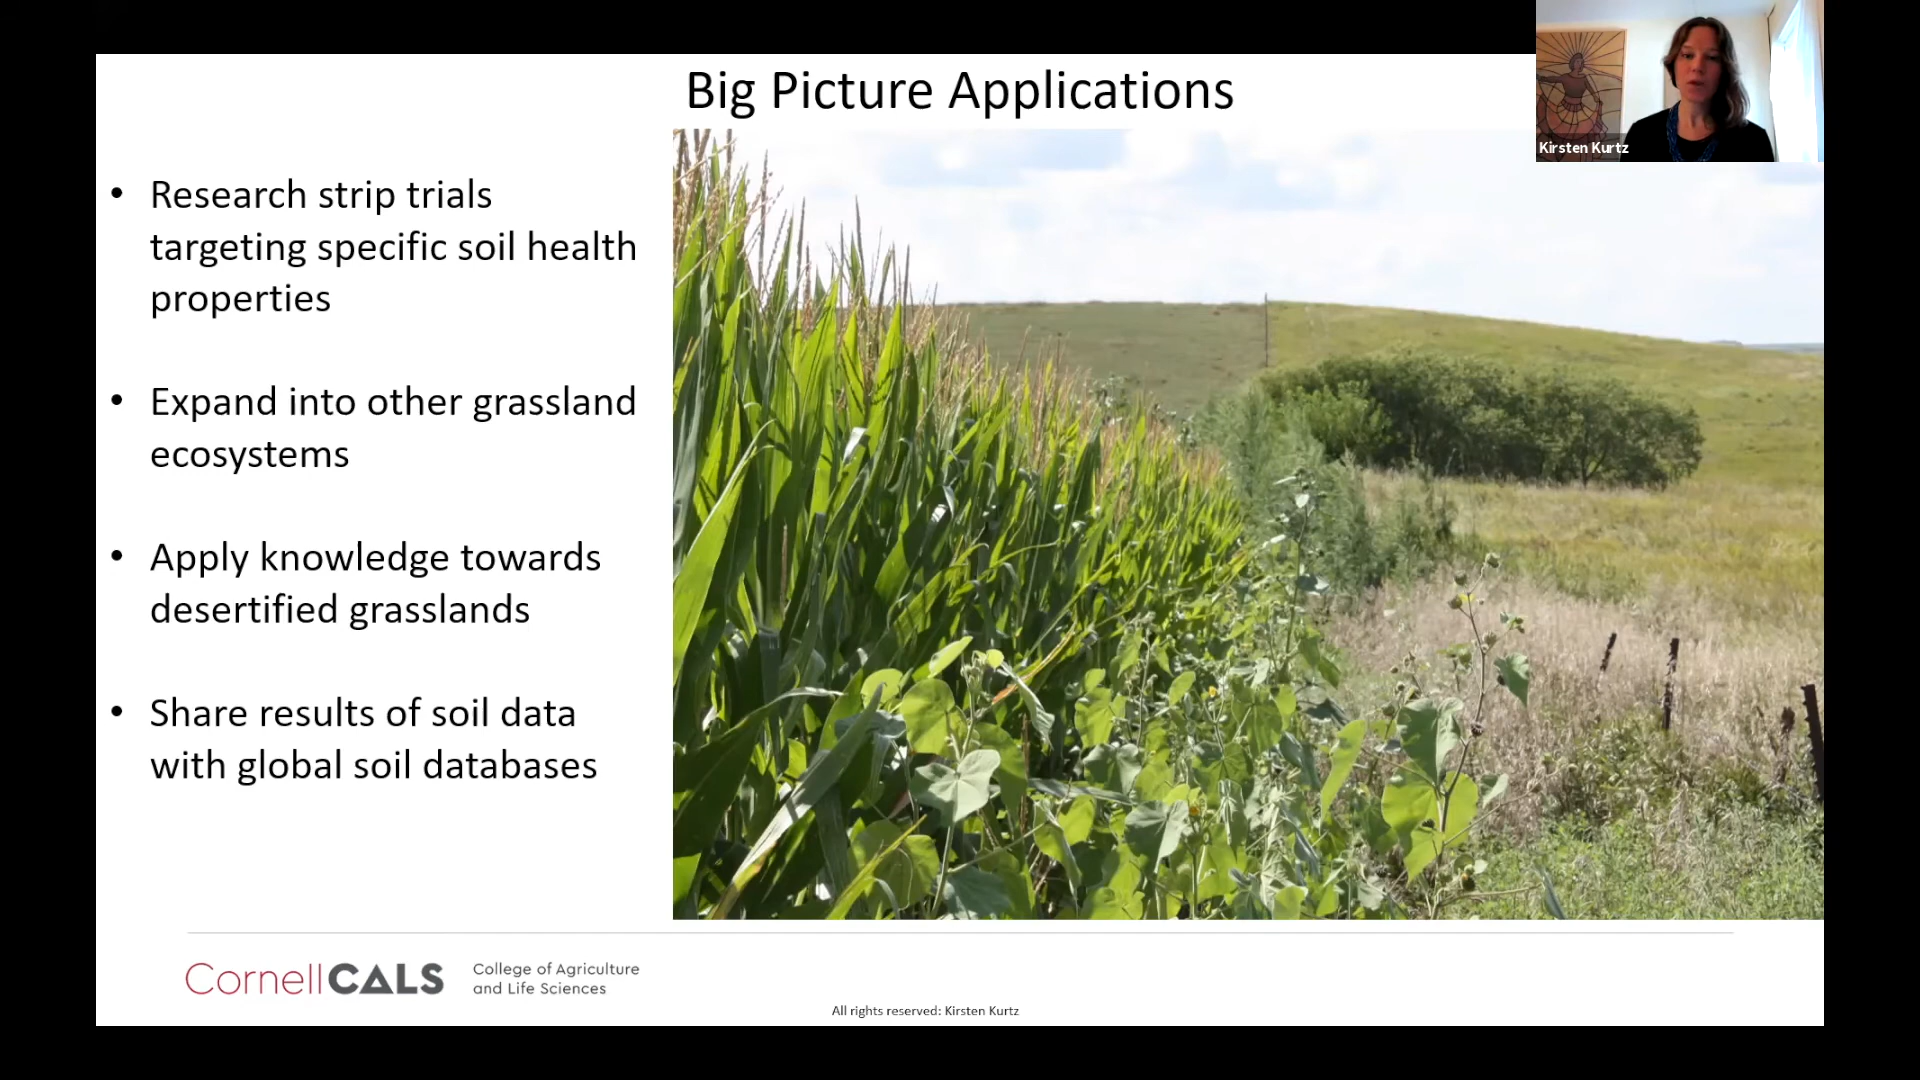 Big Picture Applications
Kirsten Kurtz
• Research strip trials
targeting specific soil health
properties
• Expand into other grassland
ecosystems
• Apply knowledge towards
desertified grasslands
• Share results of soil data
with global soil databases
CornellCALS
College of Agriculture
and Life Sciences
All rights reserved: Kirsten Kurtz